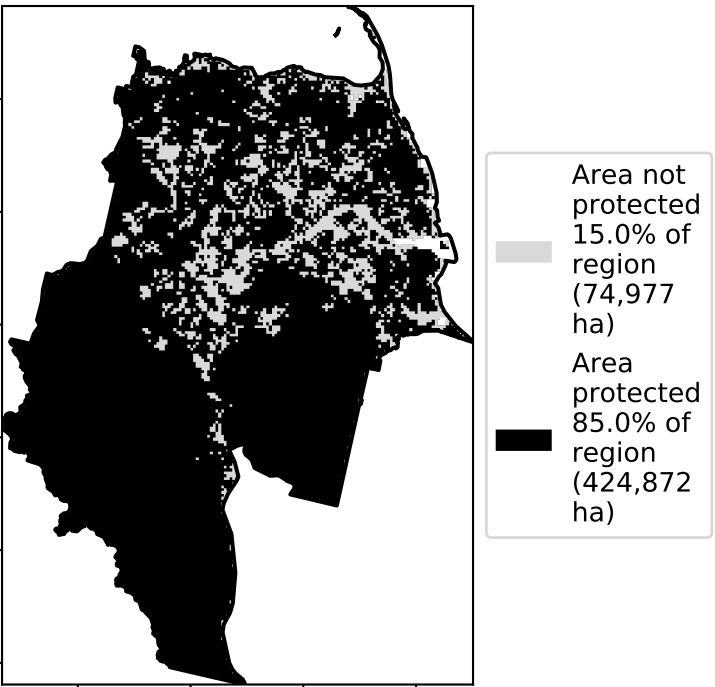 Area not
protected
15.0% of
region
(74,977
ha)
Area
protected
85.0% of
region
(424,872
ha)